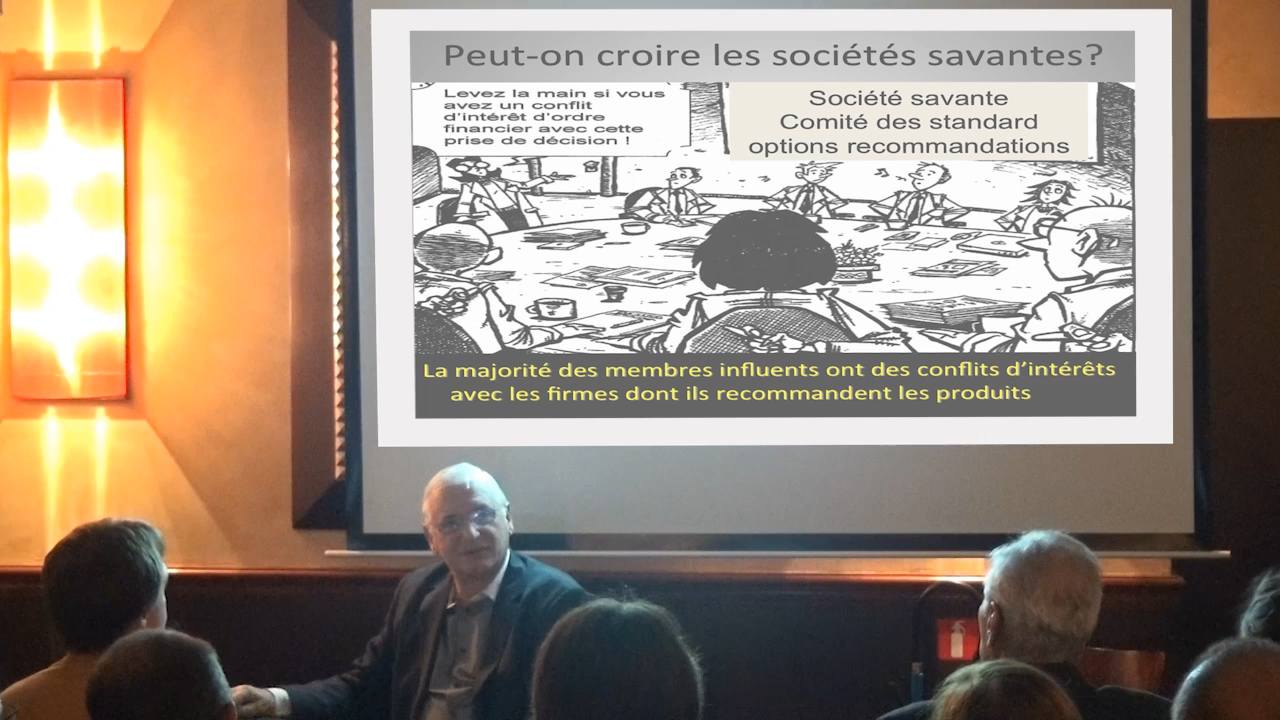 Peut-on croire les sociétés savantes?
Levez la main si vous
avez un conflit
d'intérêt d'ordre
financier avec cette
prise de décision !
Société savante
Comité des standard
options recommandations
La majorité des membres influents ont des conflits d'intérêts
avec les firmes dont ils recommandent les produits